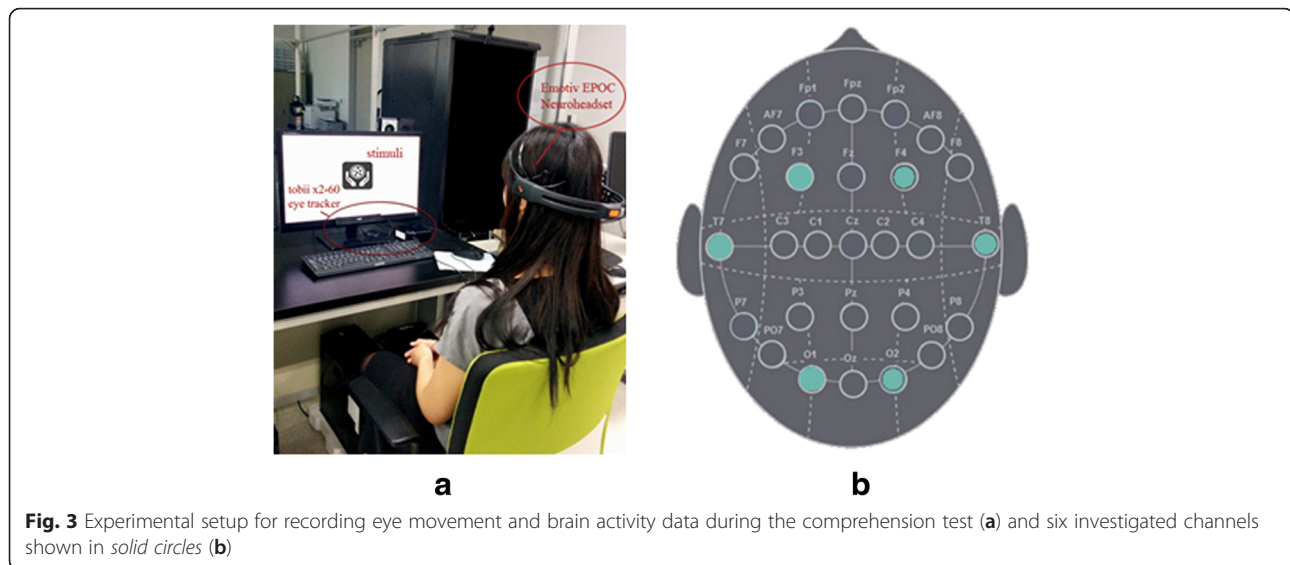 Emotiv EPOC
Neuroheadset
stimuli
tobii x2-60
eye tracker
Fp1 Fpz Fp2
AF7 AF8
F7 F3 Fz F4 F8
T7 C3 C1 Cz C2 C4 T8
P7 P3 Pz P4 P8
PO7 PO8
O1 Oz O2
a b
Fig. 3 Experimental setup for recording eye movement and brain activity data during the comprehension test (a) and six investigated channels
shown in solid circles (b)